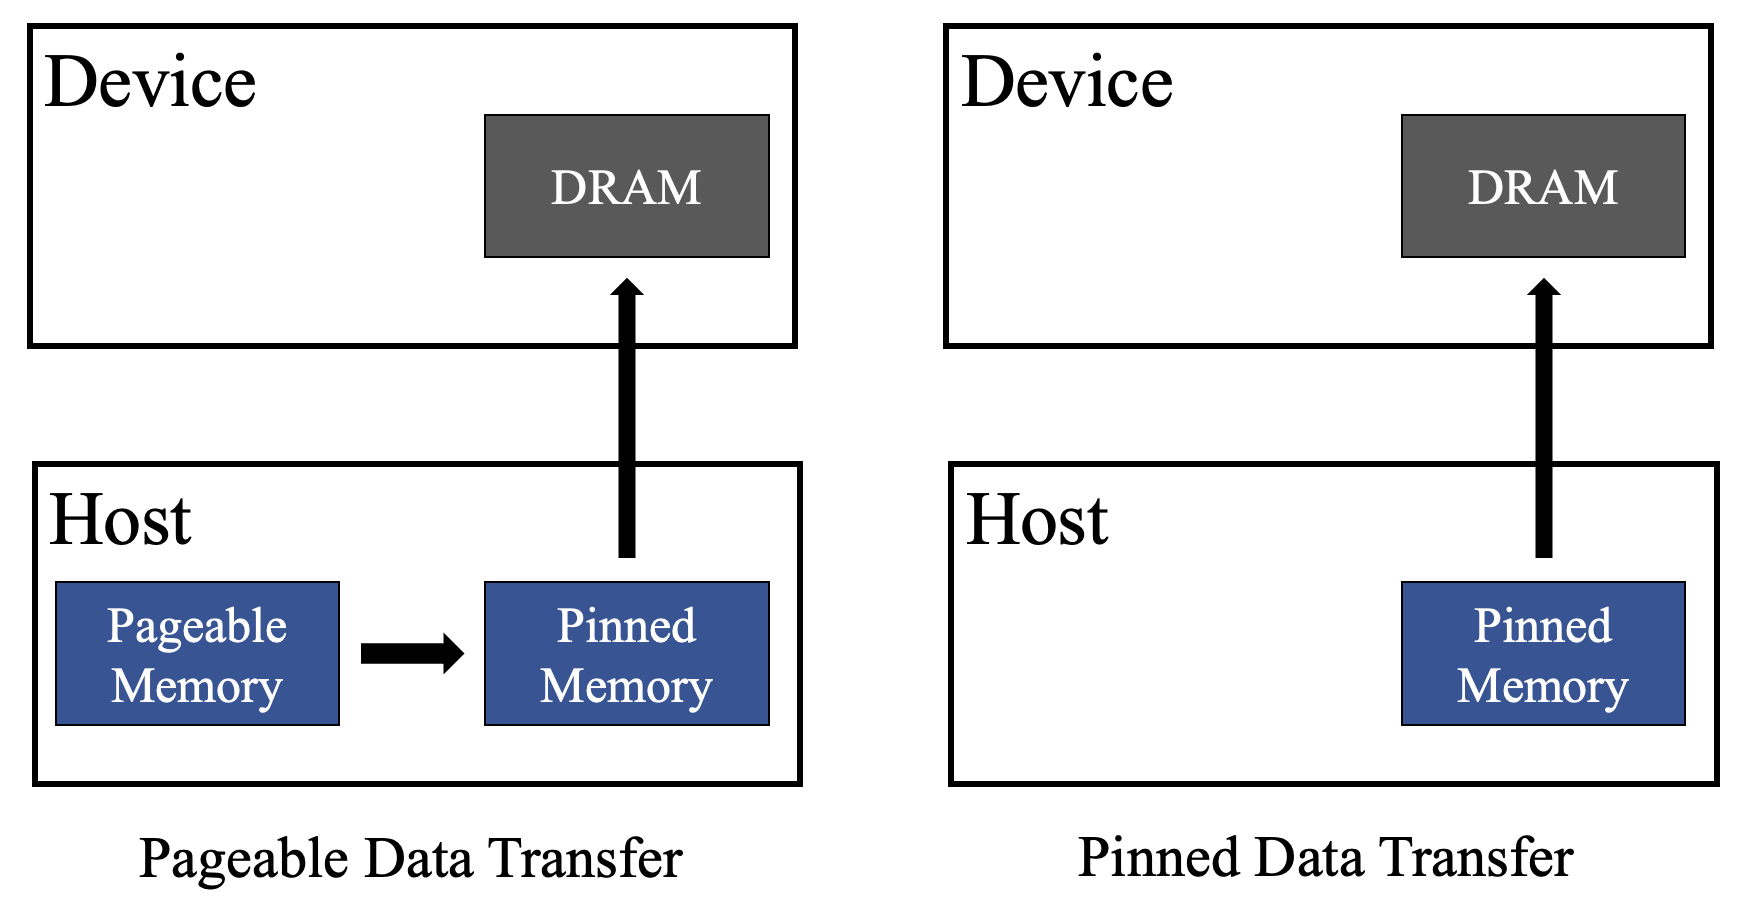 Device
DRAM
Host
Pageable
Memory
Pinned
Memory
Pageable Data Transfer
Device
DRAM
Host
Pinned
Memory
Pinned Data Transfer